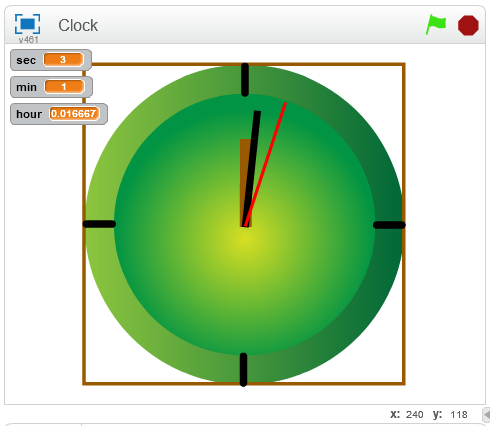 Clock
v461
sec 3
min 1
hour 0.016667
x: 240 y: 118